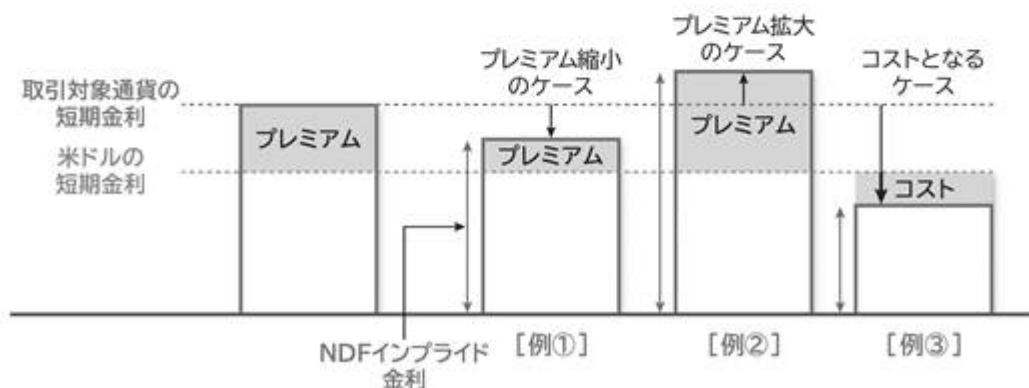 取引対象通貨の
短期金利
米ドルの
短期金利
プレミアム
プレミアム縮小
のケース
プレミアム
プレミアム拡大
のケース
プレミアム
コストとなる
ケース
コスト
NDFインプライド
金利
［例①］
［例②］
［例③］